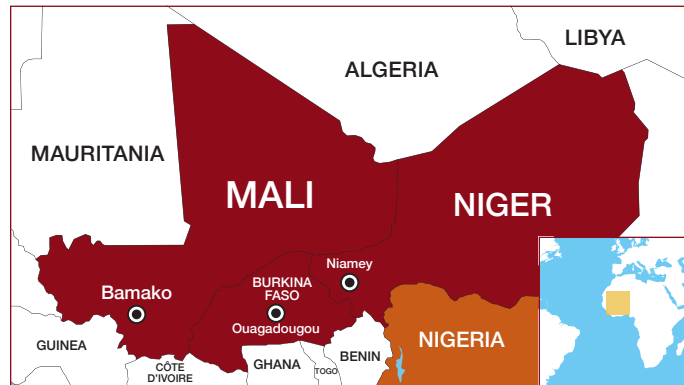 LIBYA
ALGERIA
MAURITANIA
MALI
NIGER
Niamey
BURKINA
FASO
Bamako
Ouagadougou
NIGERIA
GUINEA
CÔTE
D'IVOIRE
GHANA
TOGO
BENIN